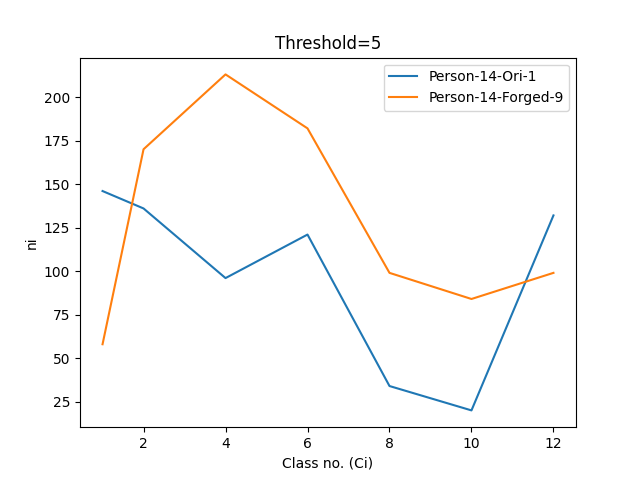 Threshold=5
Person-14-Ori-1
Person-14-Forged-9
200
175
150
125
100
75
50
25
ni
2 4 6 8 10 12
Class no. (Ci)